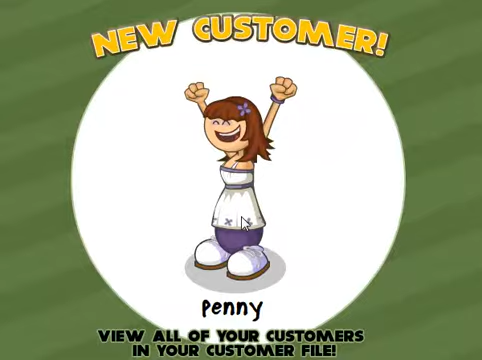 NEW CUSTOMER!
Penny
VIEW ALL OF YOUR CUSTOMERS
IN YOUR CUSTOMER FILE!